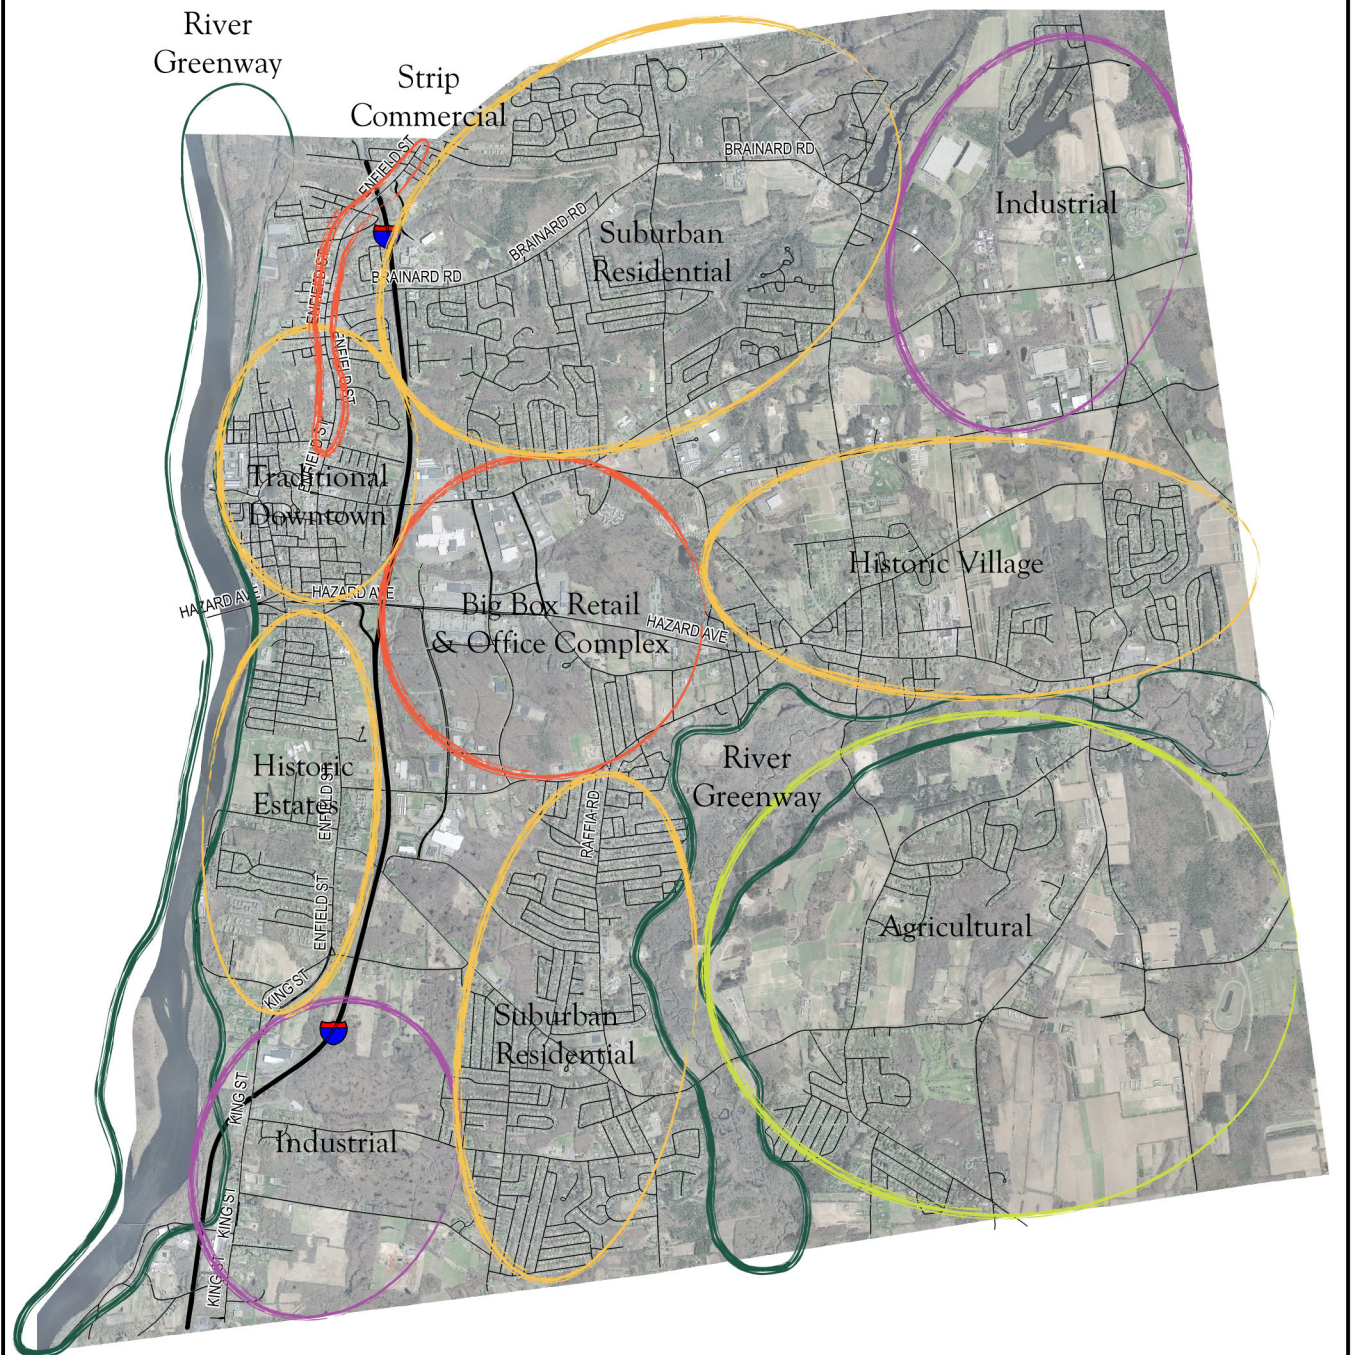 River
Greenway
Strip
Commercial
ENFIELD ST
BRAINARD RD
Industrial
BRAINARD RD
Suburban
Residential
ENFIELD ST
BRAINARD RD
ENFIELD ST
ENFIELD ST
Traditional
Downtown
Historic Village
HAZARD AVE
HAZARD AVE
Big Box Retail
& Office Complex
HAZARD AVE
River
Greenway
Historic
Estates
ENFIELD ST
RAFFIA RD
ENFIELD ST
Agricultural
KING ST
Suburban
Residential
KING ST
Industrial
KING ST
KING ST